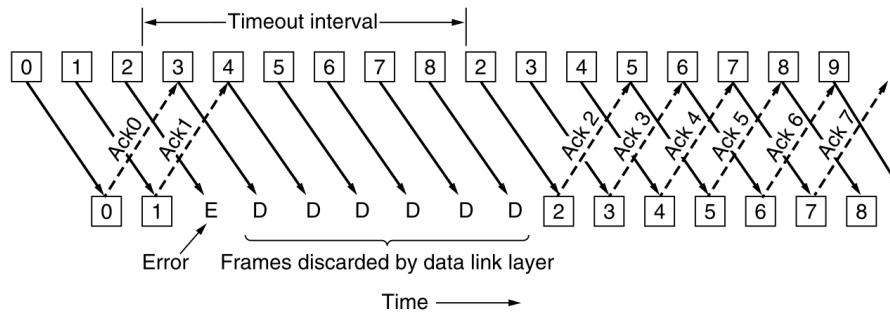 Timeout interval
0 1 2 3 4 5 6 7 8 2 3 4 5 6 7 8 9
Ack0 Ack1 Ack 2 Ack 3 Ack 4 Ack 5 Ack 6 Ack 7
0 1 E D D D D D D 2 3 4 5 6 7 8
Error Frames discarded by data link layer
Time